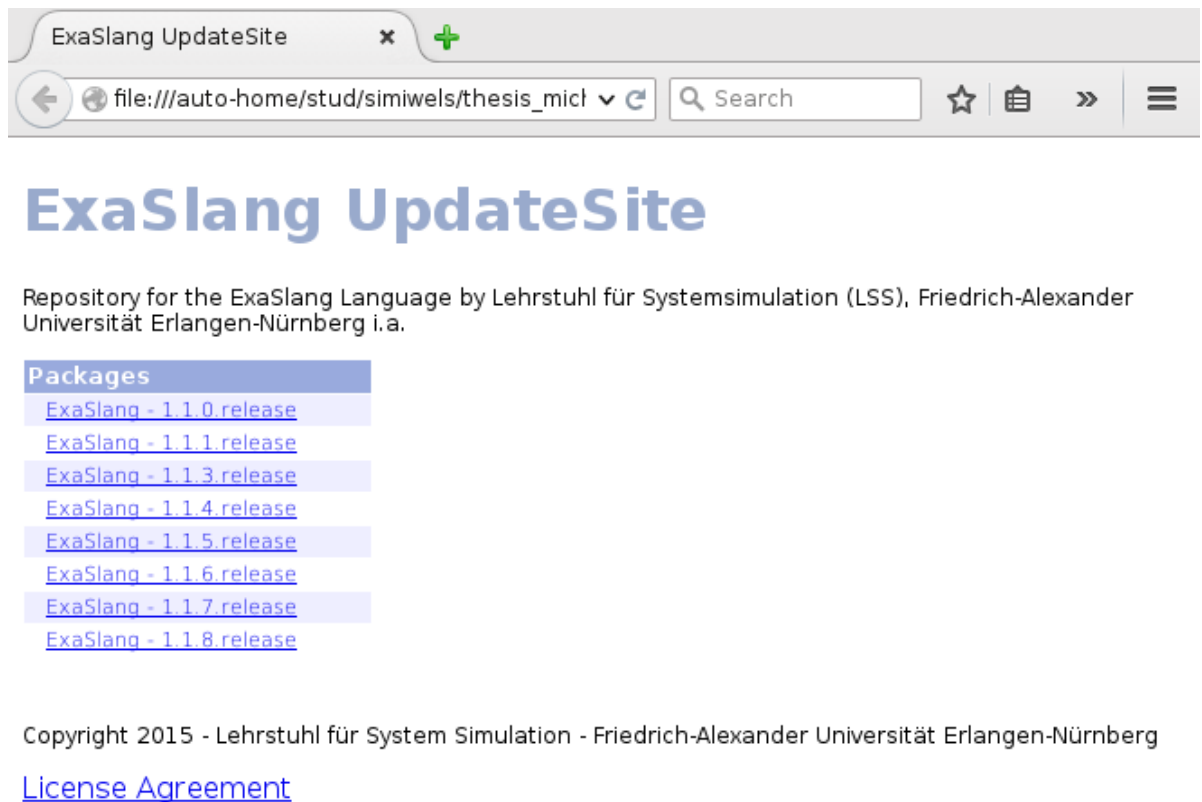 ExaSlang UpdateSite
file:///auto-home/stud/simiwels/thesis_mich
Search
ExaSlang UpdateSite
Repository for the ExaSlang Language by Lehrstuhl für Systemsimulation (LSS), Friedrich-Alexander
Universität Erlangen-Nürnberg i.a.
Packages
ExaSlang - 1.1.0.release
ExaSlang - 1.1.1.release
ExaSlang - 1.1.3.release
ExaSlang - 1.1.4.release
ExaSlang - 1.1.5.release
ExaSlang - 1.1.6.release
ExaSlang - 1.1.7.release
ExaSlang - 1.1.8.release
Copyright 2015 - Lehrstuhl für System Simulation - Friedrich-Alexander Universität Erlangen-Nürnberg
License Agreement